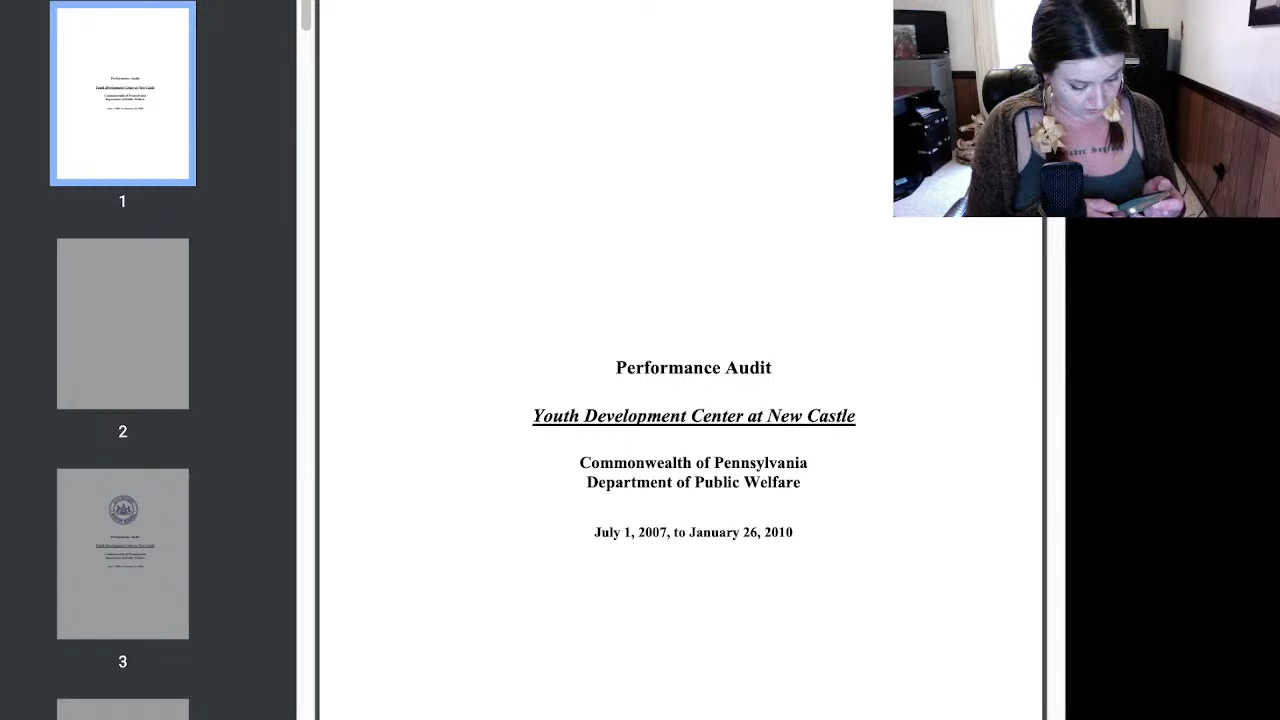 1
2
3
Performance Audit
Youth Development Center at New Castle
Commonwealth of Pennsylvania
Department of Public Welfare
July 1, 2007, to January 26, 2010